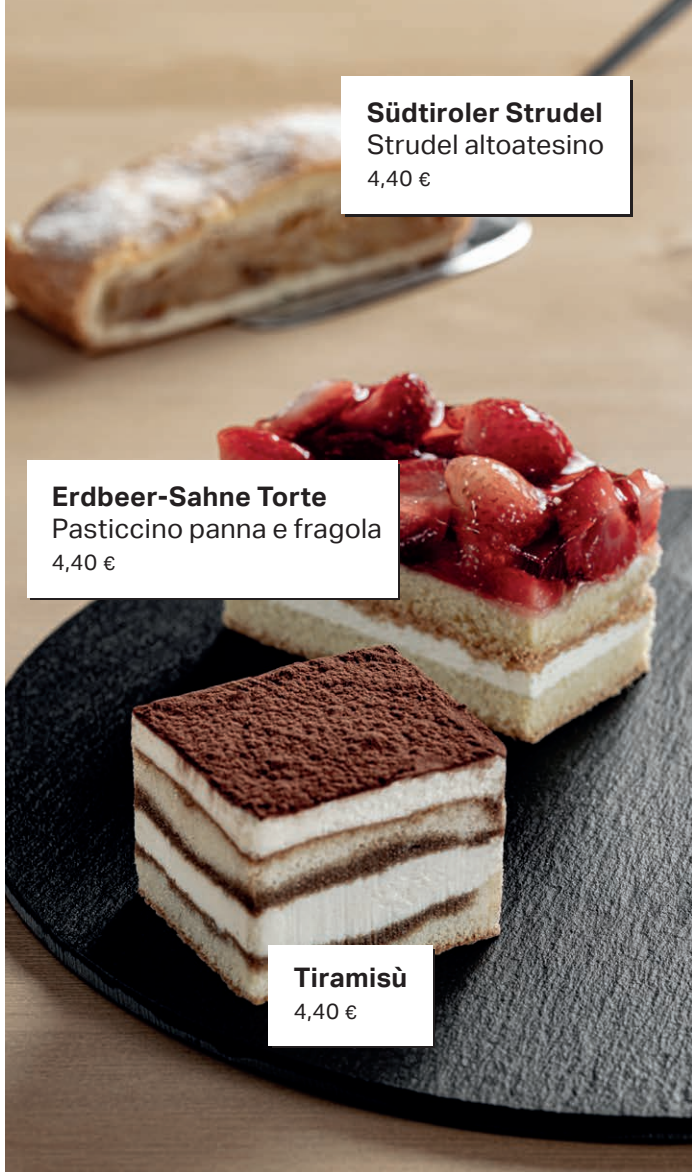 Südtiroler Strudel
Strudel altoatesino
4,40 €
Erdbeer-Sahne Torte
Pasticcino panna e fragola
4,40 €
Tiramisù
4,40 €